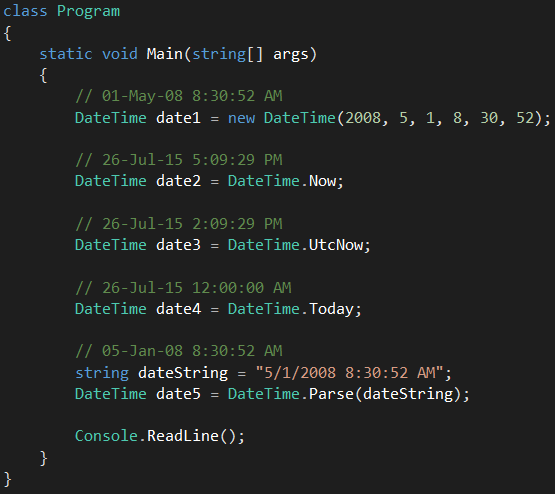 class Program
{
    static void Main(string[] args)
    {
        // 01-May-08 8:30:52 AM
        DateTime date1 = new DateTime(2008, 5, 1, 8, 30, 52);

        // 26-Jul-15 5:09:29 PM
        DateTime date2 = DateTime.Now;

        // 26-Jul-15 2:09:29 PM
        DateTime date3 = DateTime.UtcNow;

        // 26-Jul-15 12:00:00 AM
        DateTime date4 = DateTime.Today;

        // 05-Jan-08 8:30:52 AM
        string dateString = "5/1/2008 8:30:52 AM";
        DateTime date5 = DateTime.Parse(dateString);

        Console.ReadLine();
    }
}